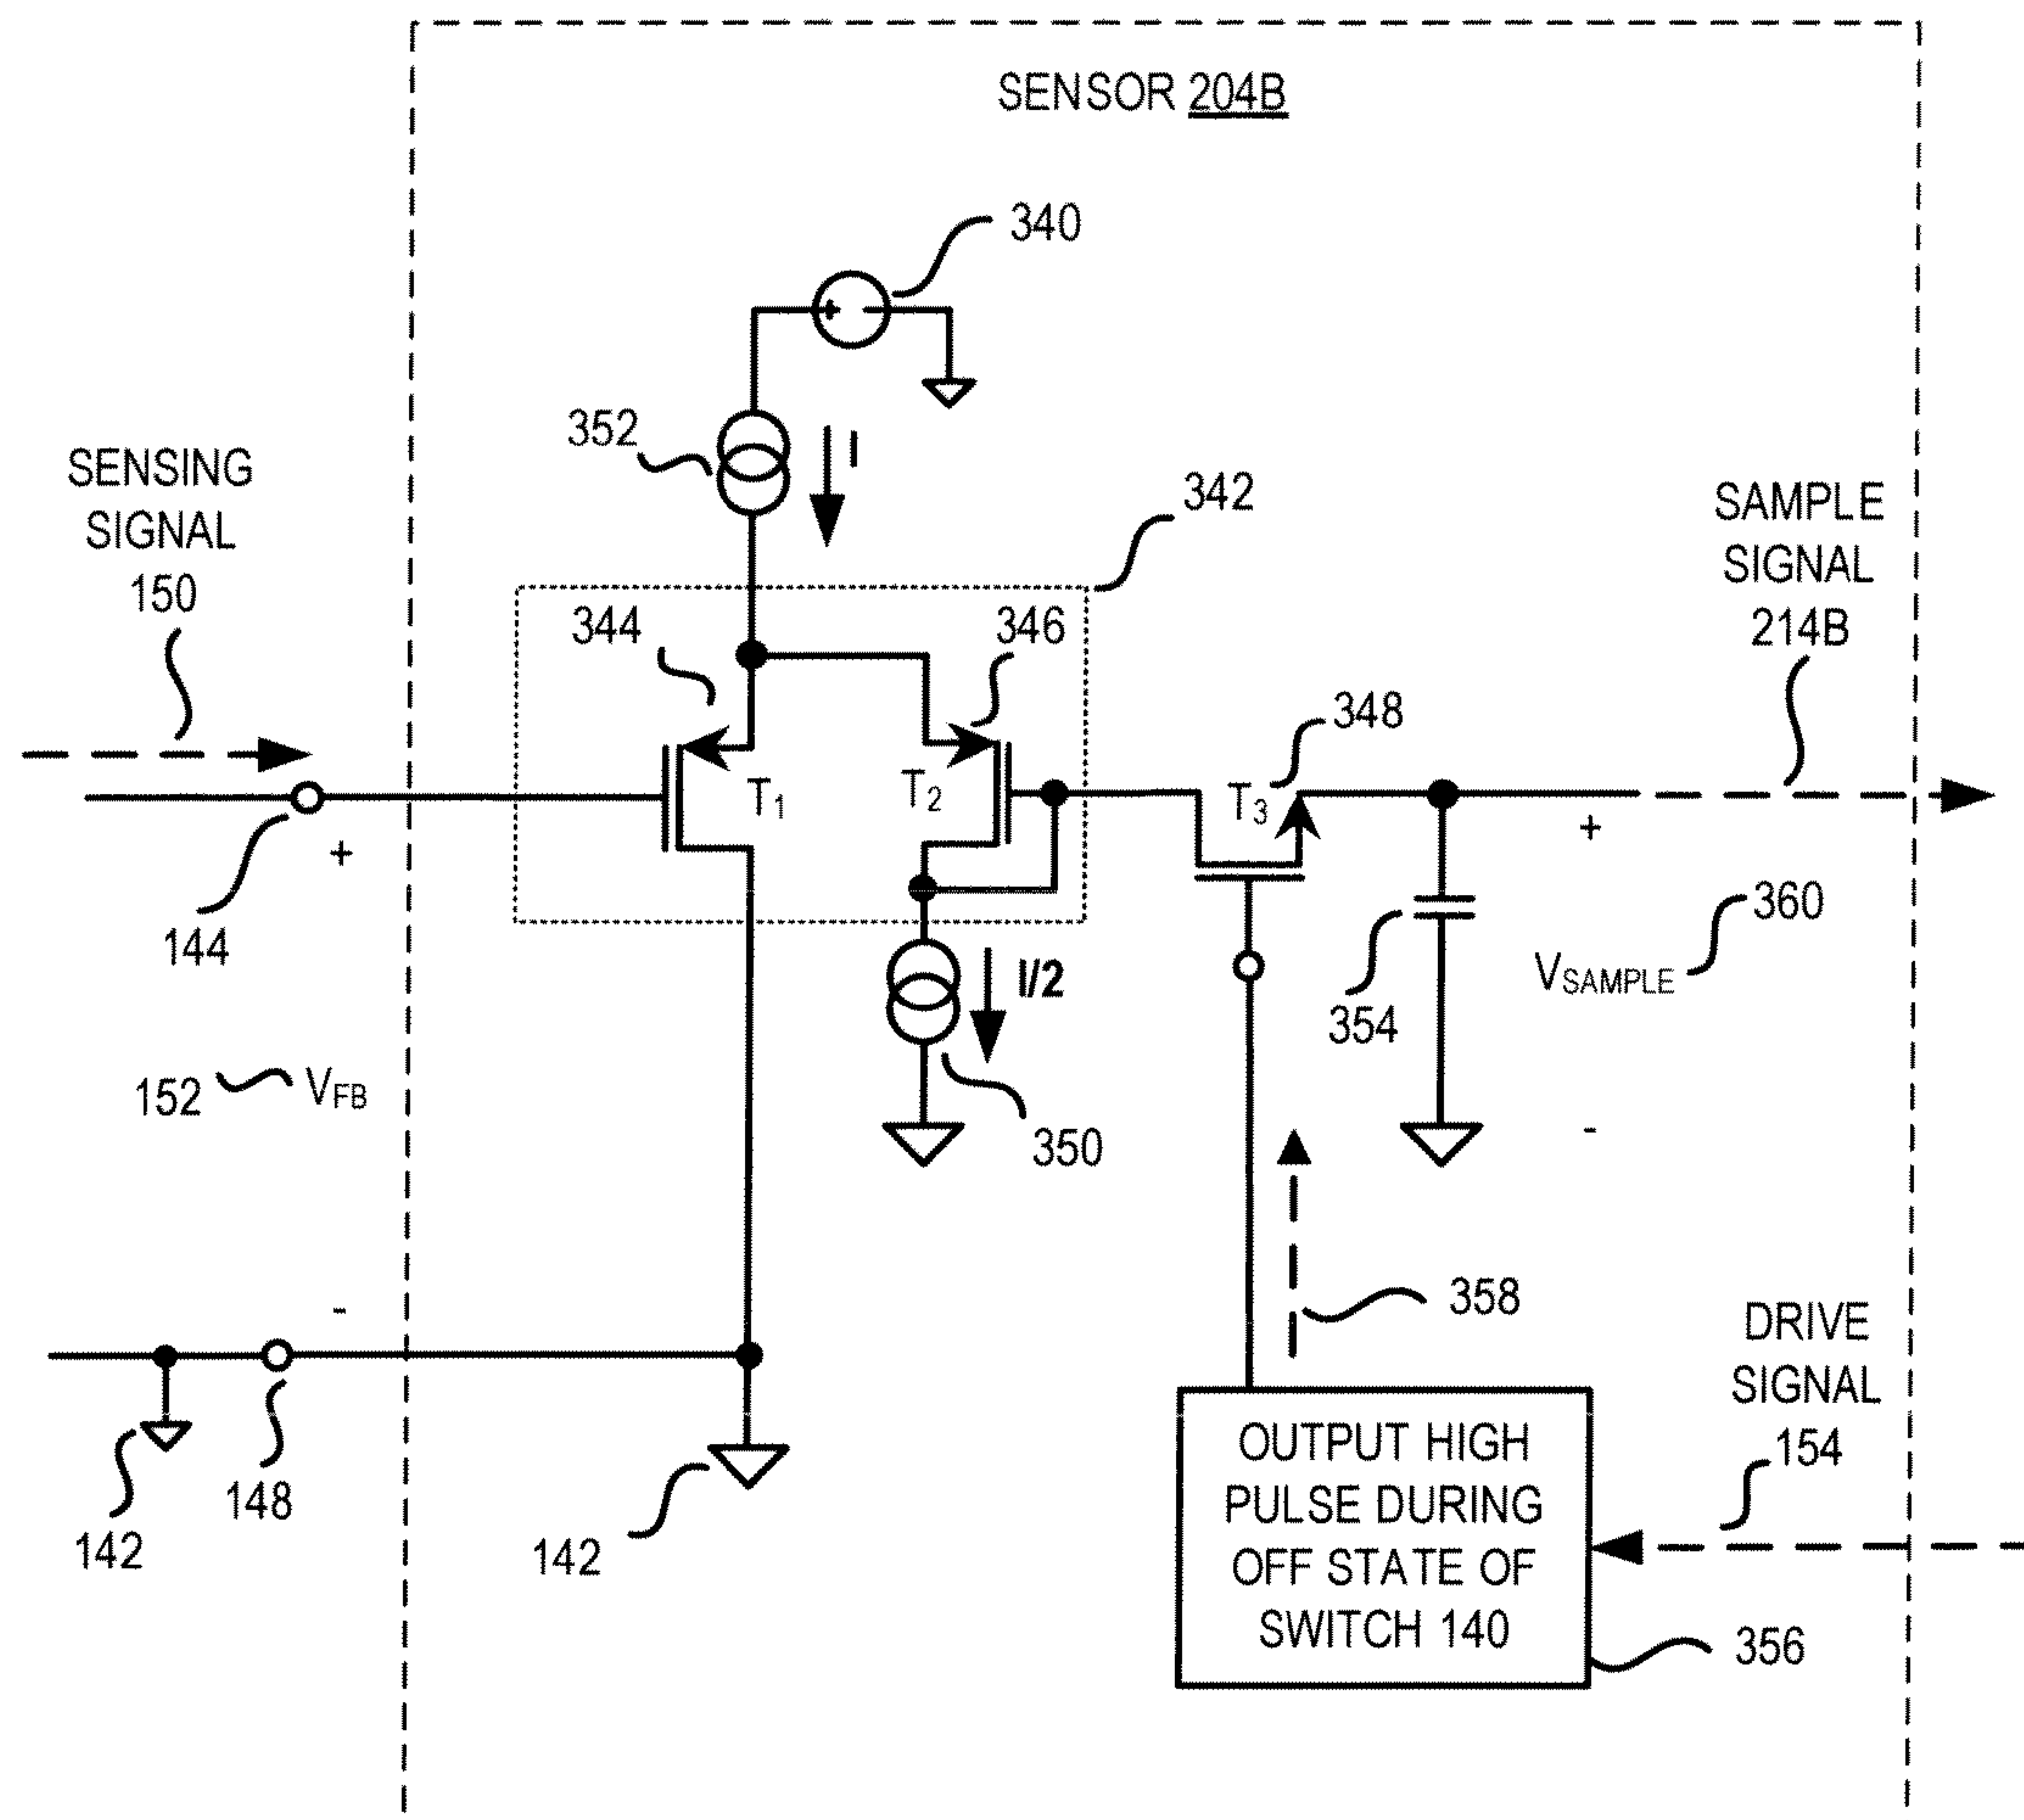 SENSOR 204B
340
352
I
SENSING
SIGNAL
150
342
SAMPLE
SIGNAL
214B
344
346
348
T1
T2
T3
+
+
144
360
VSAMPLE
I/2
354
152
VFB
350
-
358
-
DRIVE
SIGNAL
154
OUTPUT HIGH
PULSE DURING
OFF STATE OF
SWITCH 140
148
142
142
356
+ -